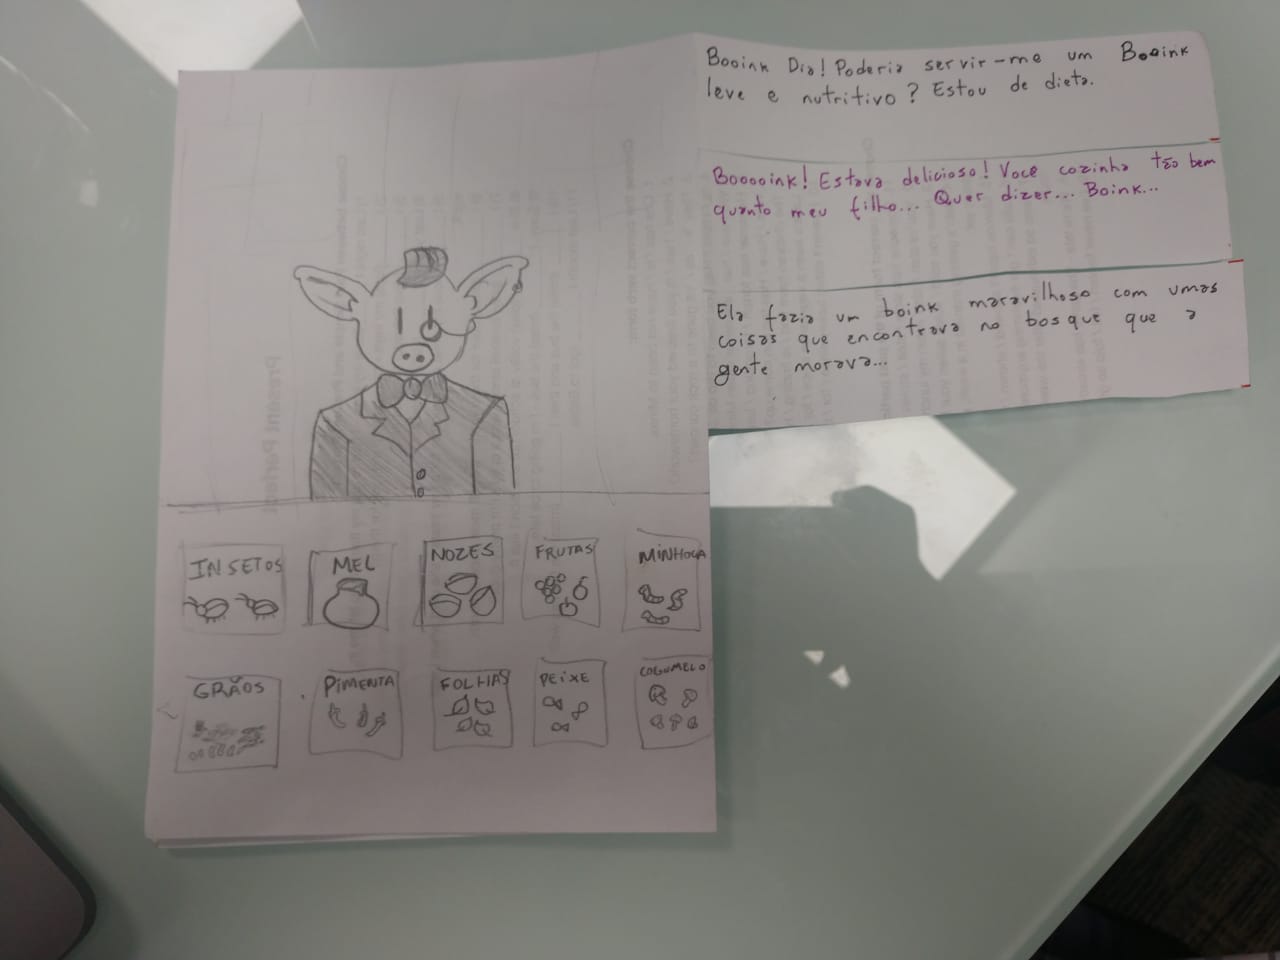 Booink Dia! Poderia servir-me um Booink
leve e nutritivo? Estou de dieta.
Booooink! Estava delicioso! Você cozinha tão bem
quanto meu filho... Quer dizer... Boink...
Ela fazia um boink maravilhoso com umas
coisas que encontrava no bosque que a
gente morava...
INSETOS
MEL
NOZES
FRUTAS
MINHOCA
GRÃOS
PIMENTA
FOLHAS
PEIXE
COGUMELO